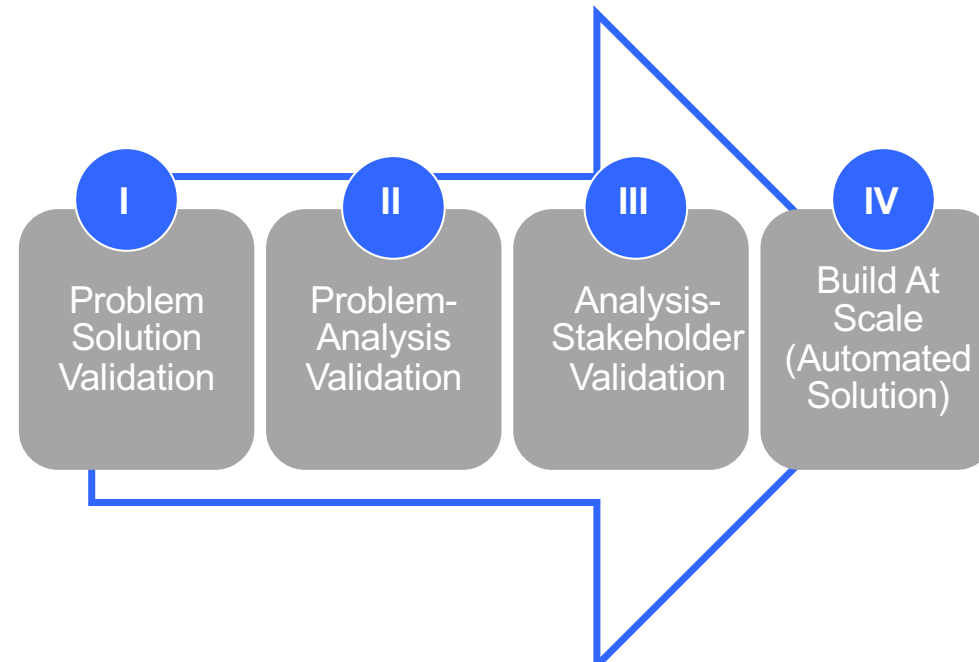 I
Problem
Solution
Validation
II
Problem-
Analysis
Validation
III
Analysis-
Stakeholder
Validation
IV
Build At
Scale
(Automated
Solution)